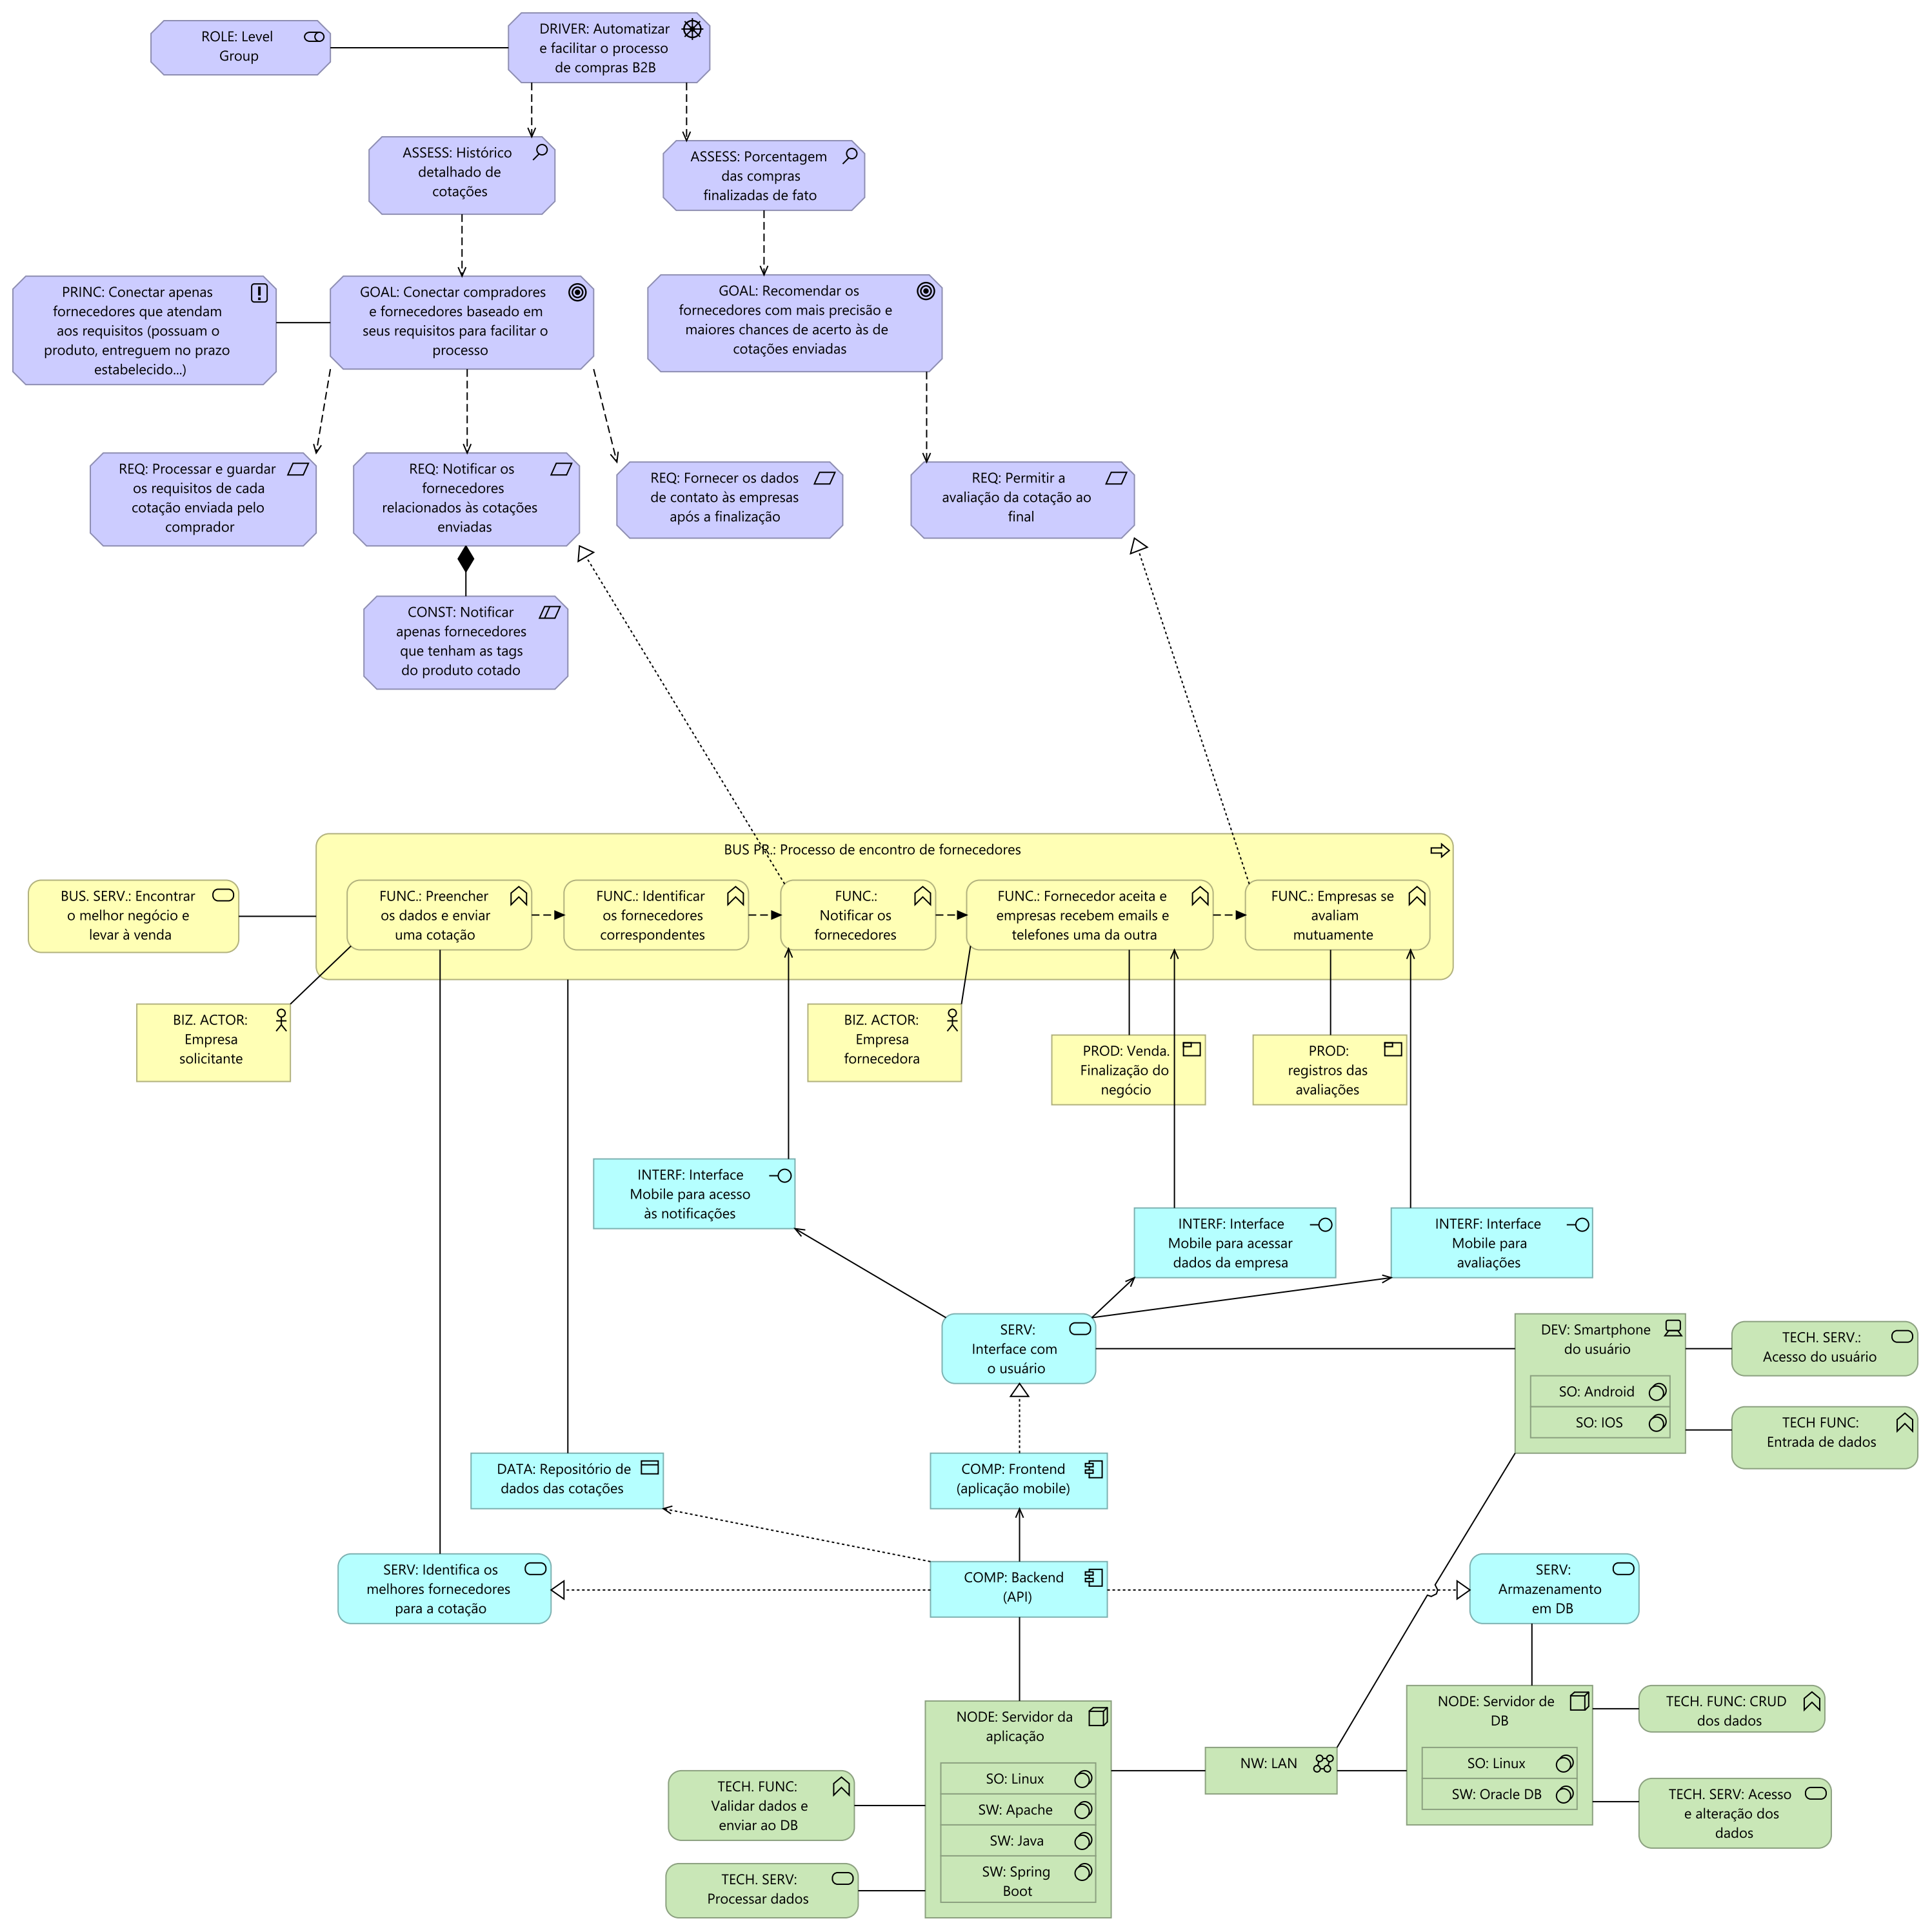 ROLE: Level
Group
DRIVER: Automatizar
e facilitar o processo
de compras B2B
ASSESS: Histórico
detalhado de
cotações
ASSESS: Porcentagem
das compras
finalizadas de fato
PRINC: Conectar apenas
fornecedores que atendam
aos requisitos (possuam o
produto, entreguem no prazo
estabelecido...)
GOAL: Conectar compradores
e fornecedores baseado em
seus requisitos para facilitar o
processo
GOAL: Recomendar os
fornecedores com mais precisão e
maiores chances de acerto às de
cotações enviadas
REQ: Processar e guardar
os requisitos de cada
cotação enviada pelo
comprador
REQ: Notificar os
fornecedores
relacionados às cotações
enviadas
REQ: Fornecer os dados
de contato às empresas
após a finalização
REQ: Permitir a
avaliação da cotação ao
final
CONST: Notificar
apenas fornecedores
que tenham as tags
do produto cotado
BUS PR.: Processo de encontro de fornecedores
BUS. SERV.: Encontrar
o melhor negócio e
levar à venda
FUNC.: Preencher
os dados e enviar
uma cotação
FUNC.: Identificar
os fornecedores
correspondentes
FUNC.:
Notificar os
fornecedores
FUNC.: Fornecedor aceita e
empresas recebem emails e
telefones uma da outra
FUNC.: Empresas se
avaliam
mutuamente
BIZ. ACTOR:
Empresa
solicitante
BIZ. ACTOR:
Empresa
fornecedora
PROD: Venda.
Finalização do
negócio
PROD:
registros das
avaliações
INTERF: Interface
Mobile para acesso
às notificações
INTERF: Interface
Mobile para acessar
dados da empresa
INTERF: Interface
Mobile para
avaliações
SERV:
Interface com
o usuário
DEV: Smartphone
do usuário
SO: Android
SO: IOS
TECH. SERV.:
Acesso do usuário
TECH FUNC:
Entrada de dados
DATA: Repositório de
dados das cotações
COMP: Frontend
(aplicação mobile)
SERV: Identifica os
melhores fornecedores
para a cotação
COMP: Backend
(API)
SERV:
Armazenamento
em DB
NODE: Servidor da
aplicação
SO: Linux
SW: Apache
SW: Java
SW: Spring
Boot
TECH. FUNC:
Validar dados e
enviar ao DB
TECH. SERV:
Processar dados
NW: LAN
NODE: Servidor de
DB
SO: Linux
SW: Oracle DB
TECH. FUNC: CRUD
dos dados
TECH. SERV: Acesso
e alteração dos
dados